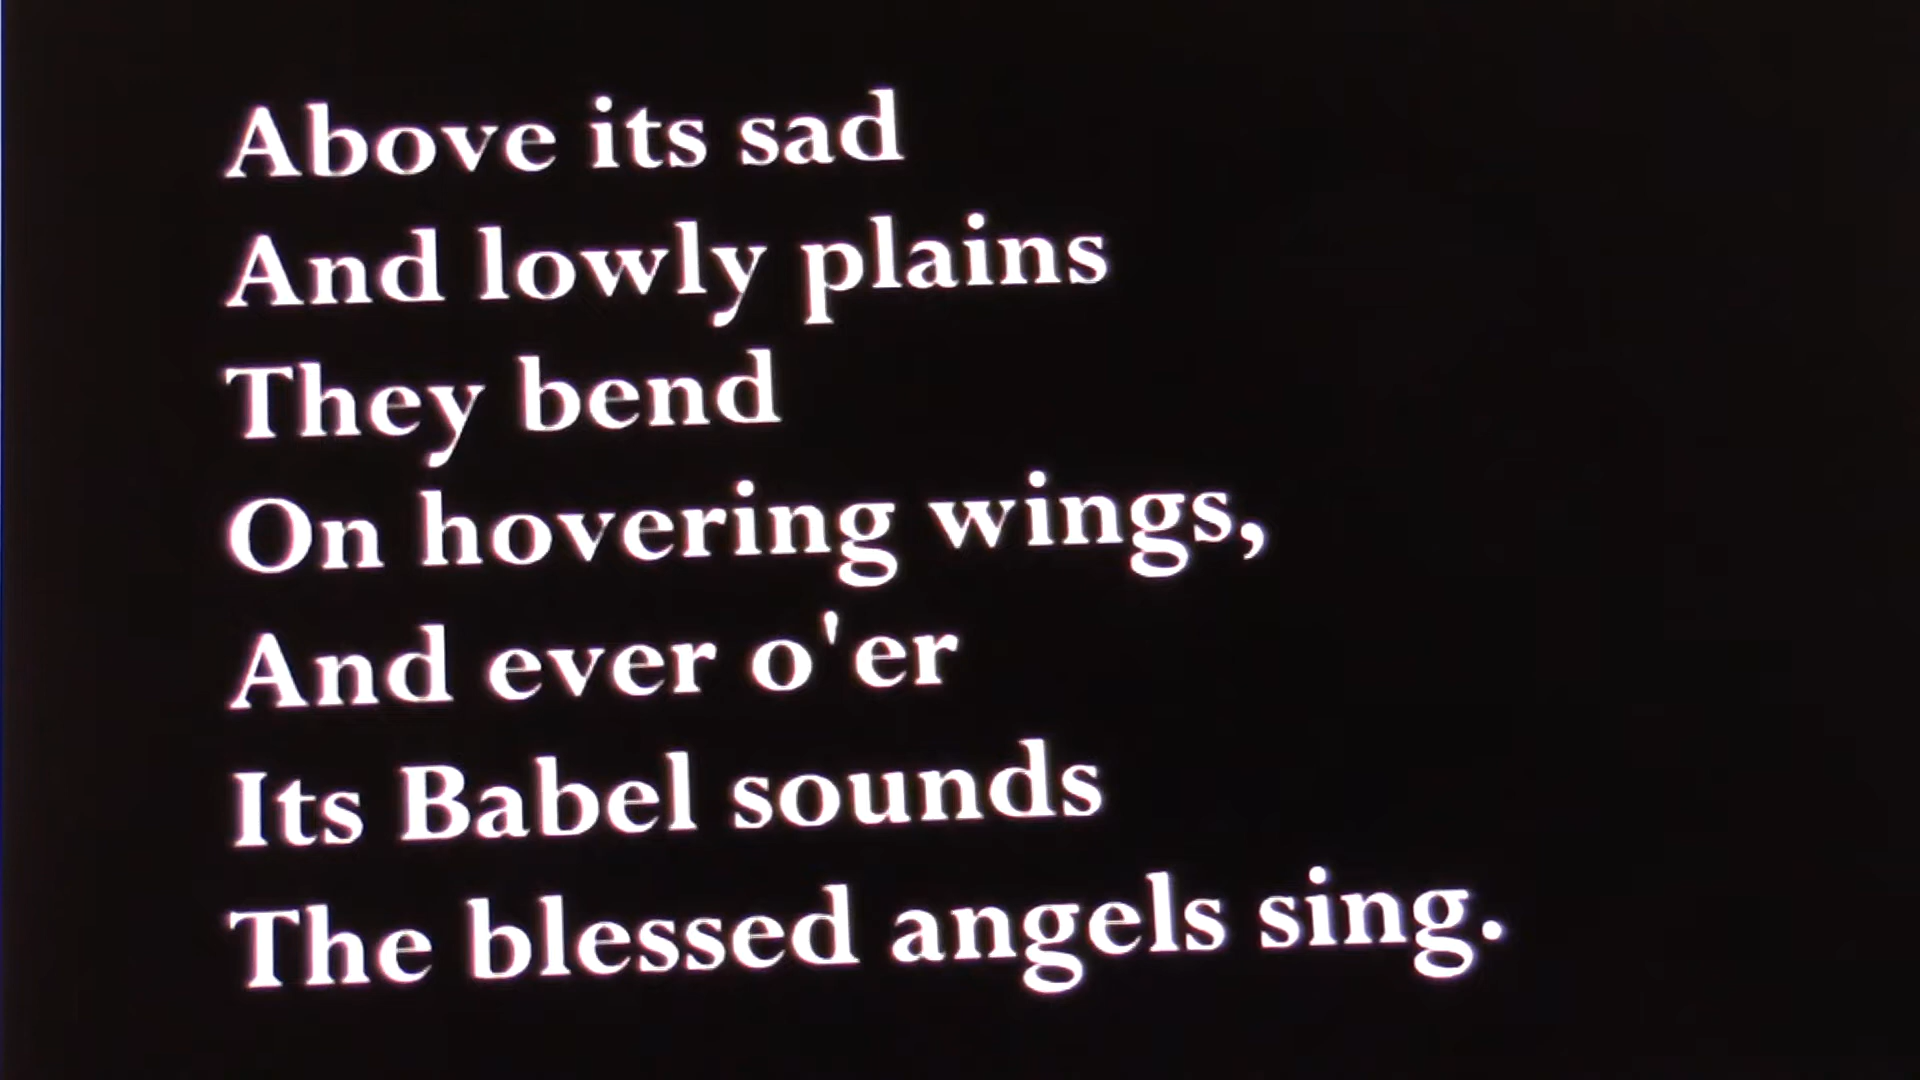 Above its sad
And lowly plains
They bend
On hovering wings,
And ever o'er
Its Babel sounds
The blessed angels sing.